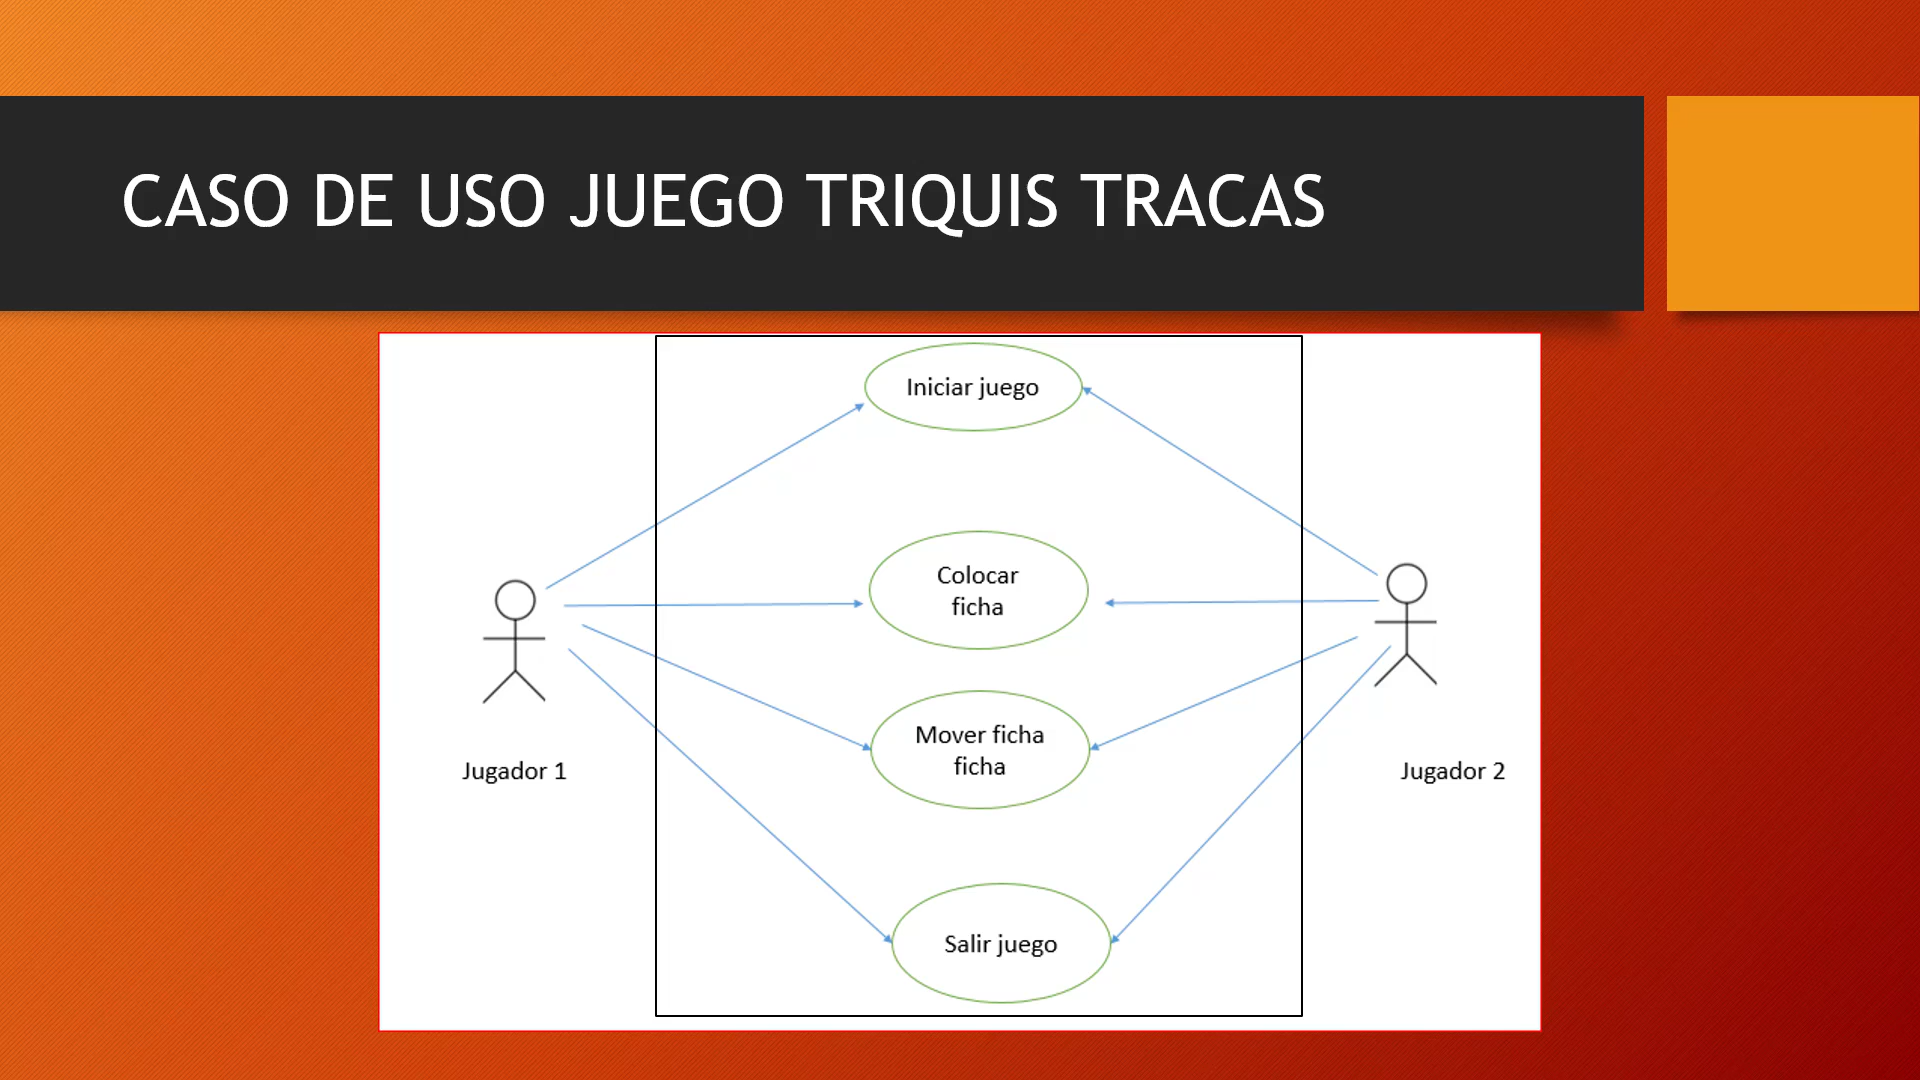 CASO DE USO JUEGO TRIQUIS TRACAS
Iniciar juego
Colocar
ficha
Mover ficha
ficha
Jugador 1
Jugador 2
Salir juego